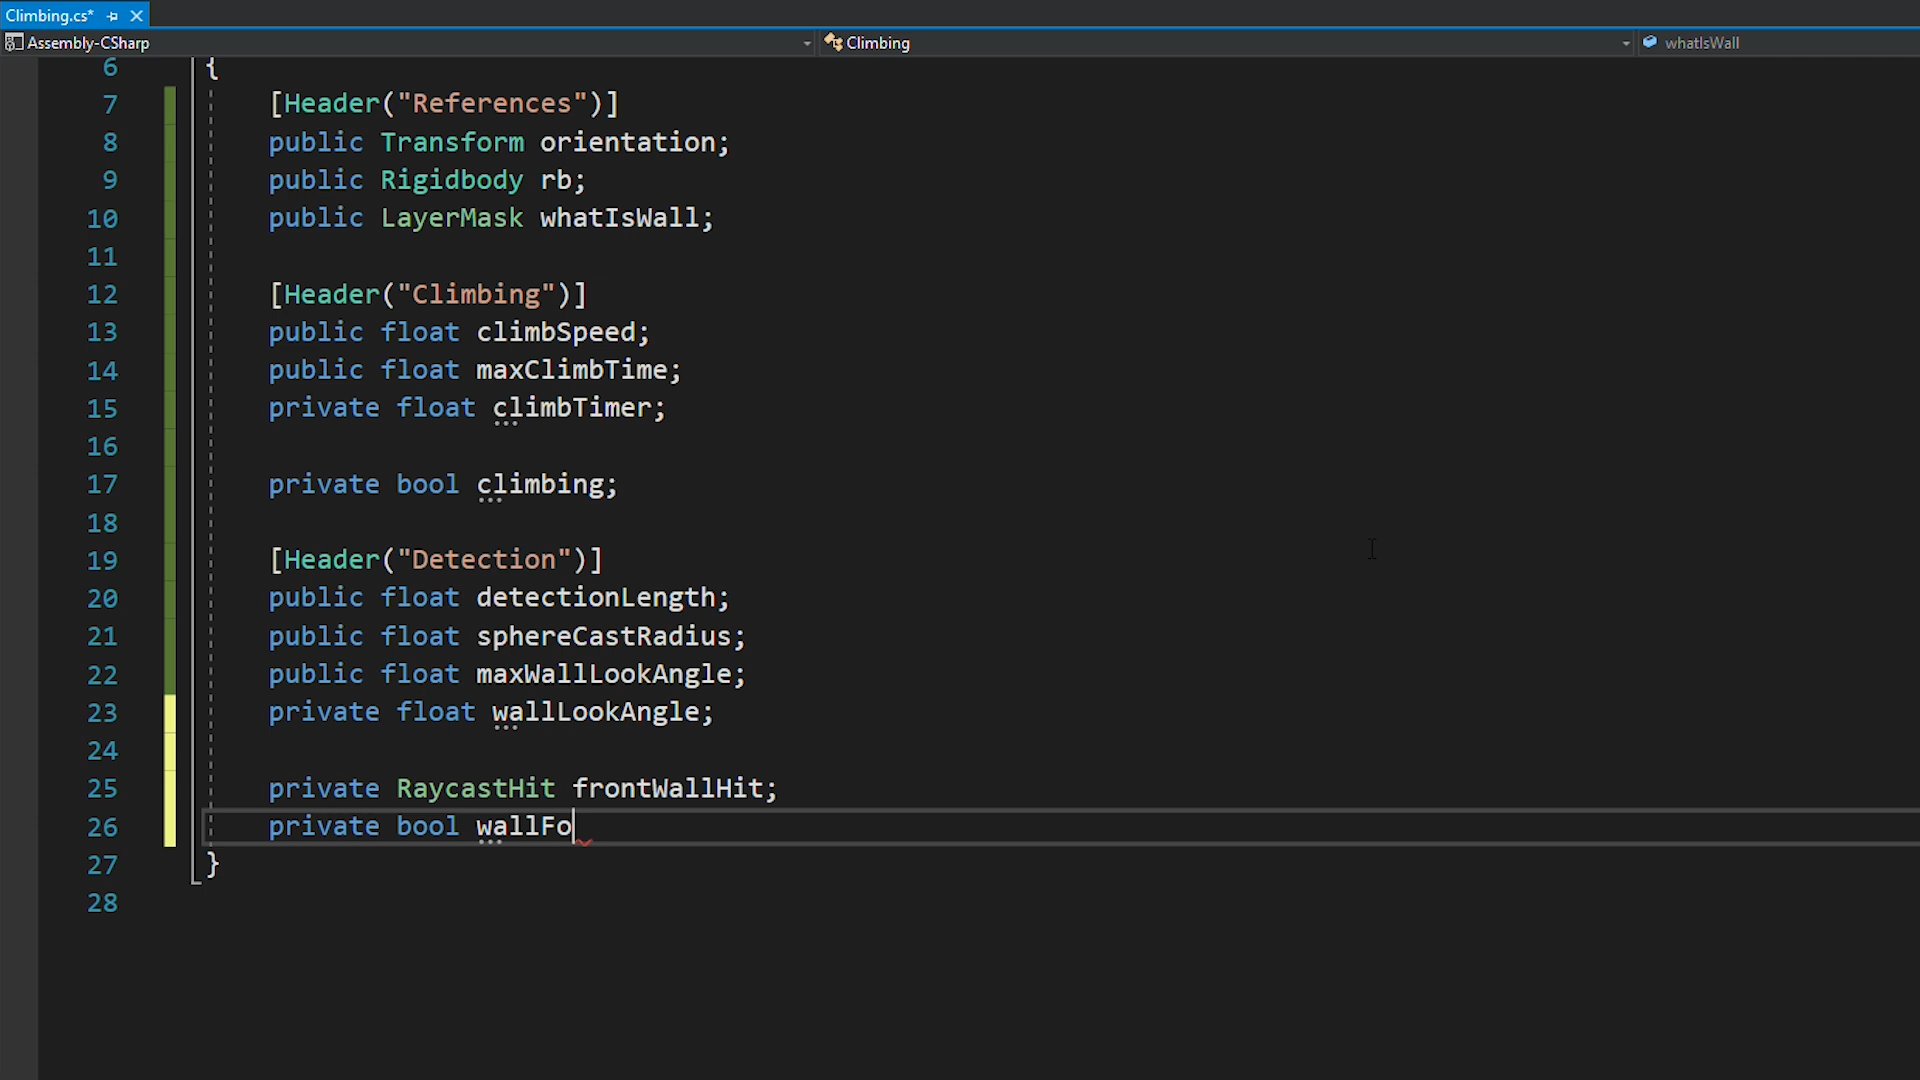 Climbing.cs*
Assembly-CSharp Climbing whatIsWall
6 {
7 [Header("References")]
8 public Transform orientation;
9 public Rigidbody rb;
10 public LayerMask whatIsWall;
11
12 [Header("Climbing")]
13 public float climbSpeed;
14 public float maxClimbTime;
15 private float climbTimer;
16
17 private bool climbing;
18
19 [Header("Detection")]
20 public float detectionLength;
21 public float sphereCastRadius;
22 public float maxWallLookAngle;
23 private float wallLookAngle;
24
25 private RaycastHit frontWallHit;
26 private bool wallFo
27 }
28